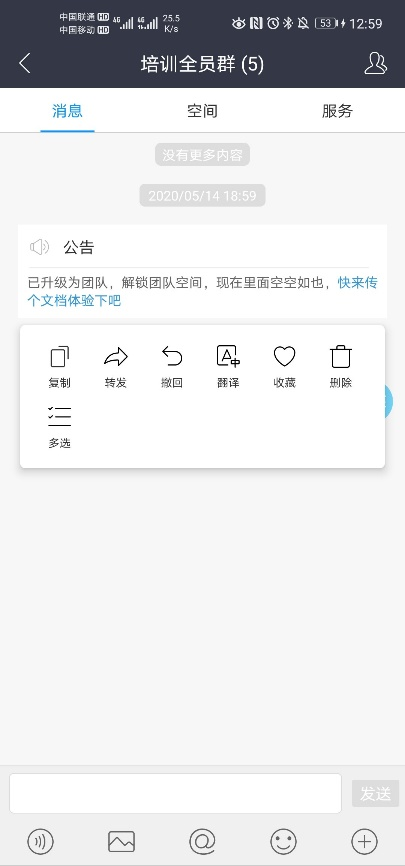 中国联通 HD 4G 4G 25.5 53 12:59
中国移动 HD K/s
培训全员群 (5)
消息 空间 服务
没有更多内容
2020/05/14 18:59
公告
已升级为团队，解锁团队空间，现在里面空空如也，快来传
个文档体验下吧
复制 转发 撤回 翻译 收藏 删除
多选
发送